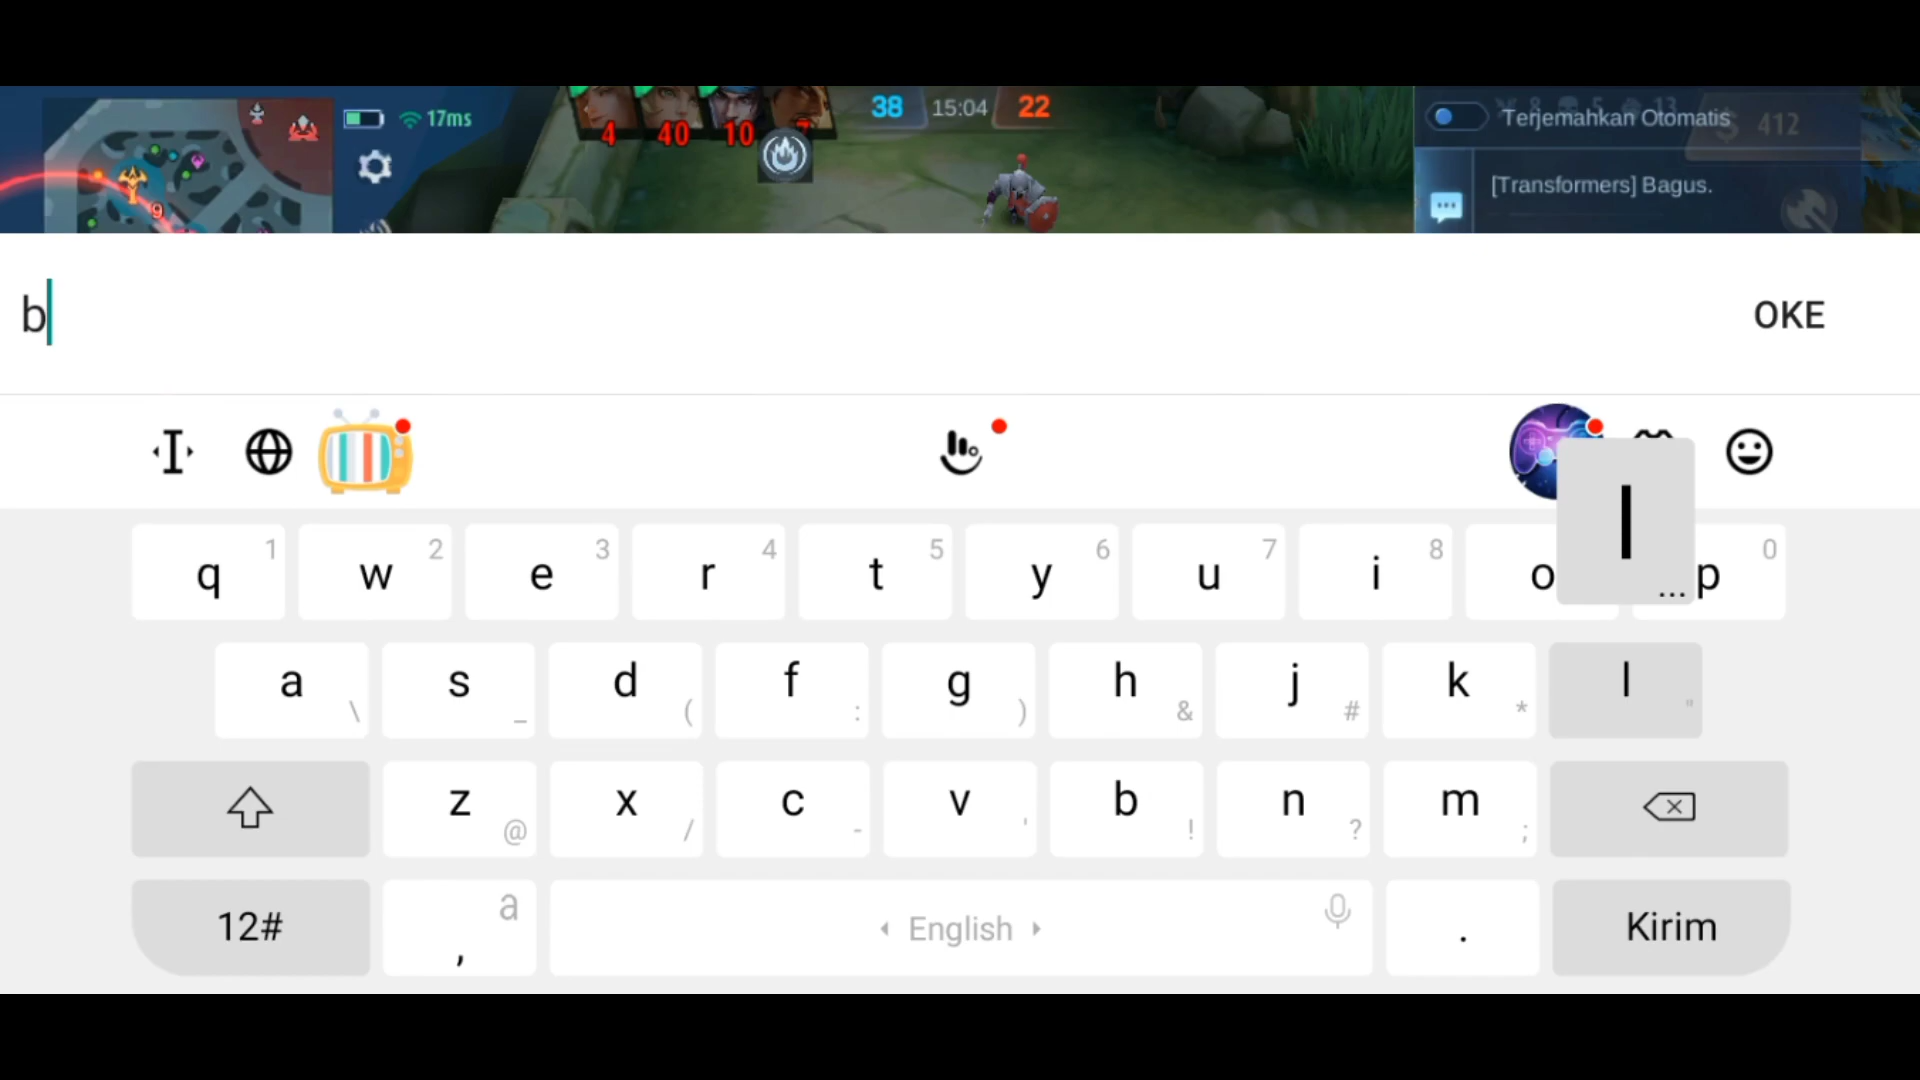 17ms
4 40 10
38 15:04 22
Terjemahkan Otomatis
412
[Transformers] Bagus.
9
b
OKE
l
...
q 1 w 2 e 3 r 4 t 5 y 6 u 7 i 8 o p 0
a \ s _ d ( f : g ) h & j # k * l "
z @ x / c - v ' b ! n ? m ;
12# , a English . Kirim